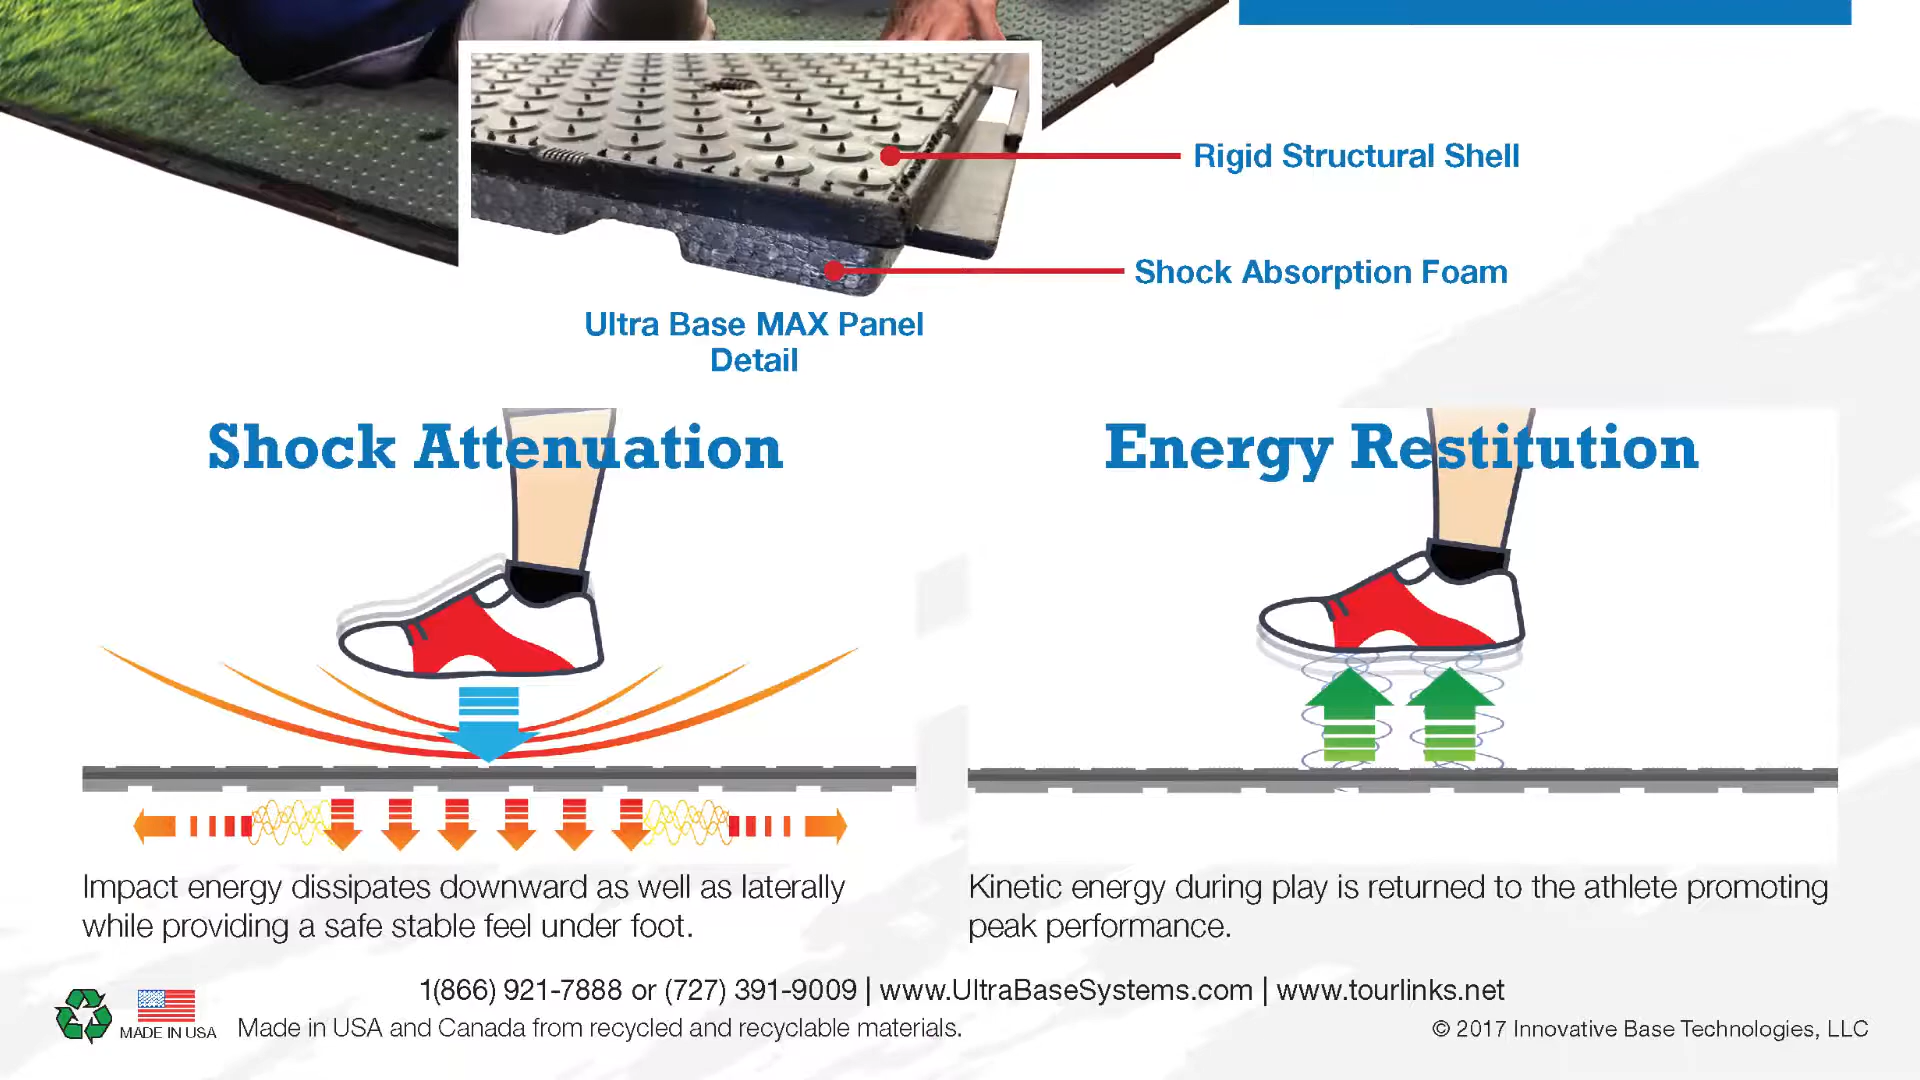 Rigid Structural Shell
Shock Absorption Foam
Ultra Base MAX Panel
Detail
Shock Attenuation
Energy Restitution
Impact energy dissipates downward as well as laterally
while providing a safe stable feel under foot.
Kinetic energy during play is returned to the athlete promoting
peak performance.
1(866) 921-7888 or (727) 391-9009 | www.UltraBaseSystems.com | www.tourlinks.net
MADE IN USA
Made in USA and Canada from recycled and recyclable materials.
© 2017 Innovative Base Technologies, LLC